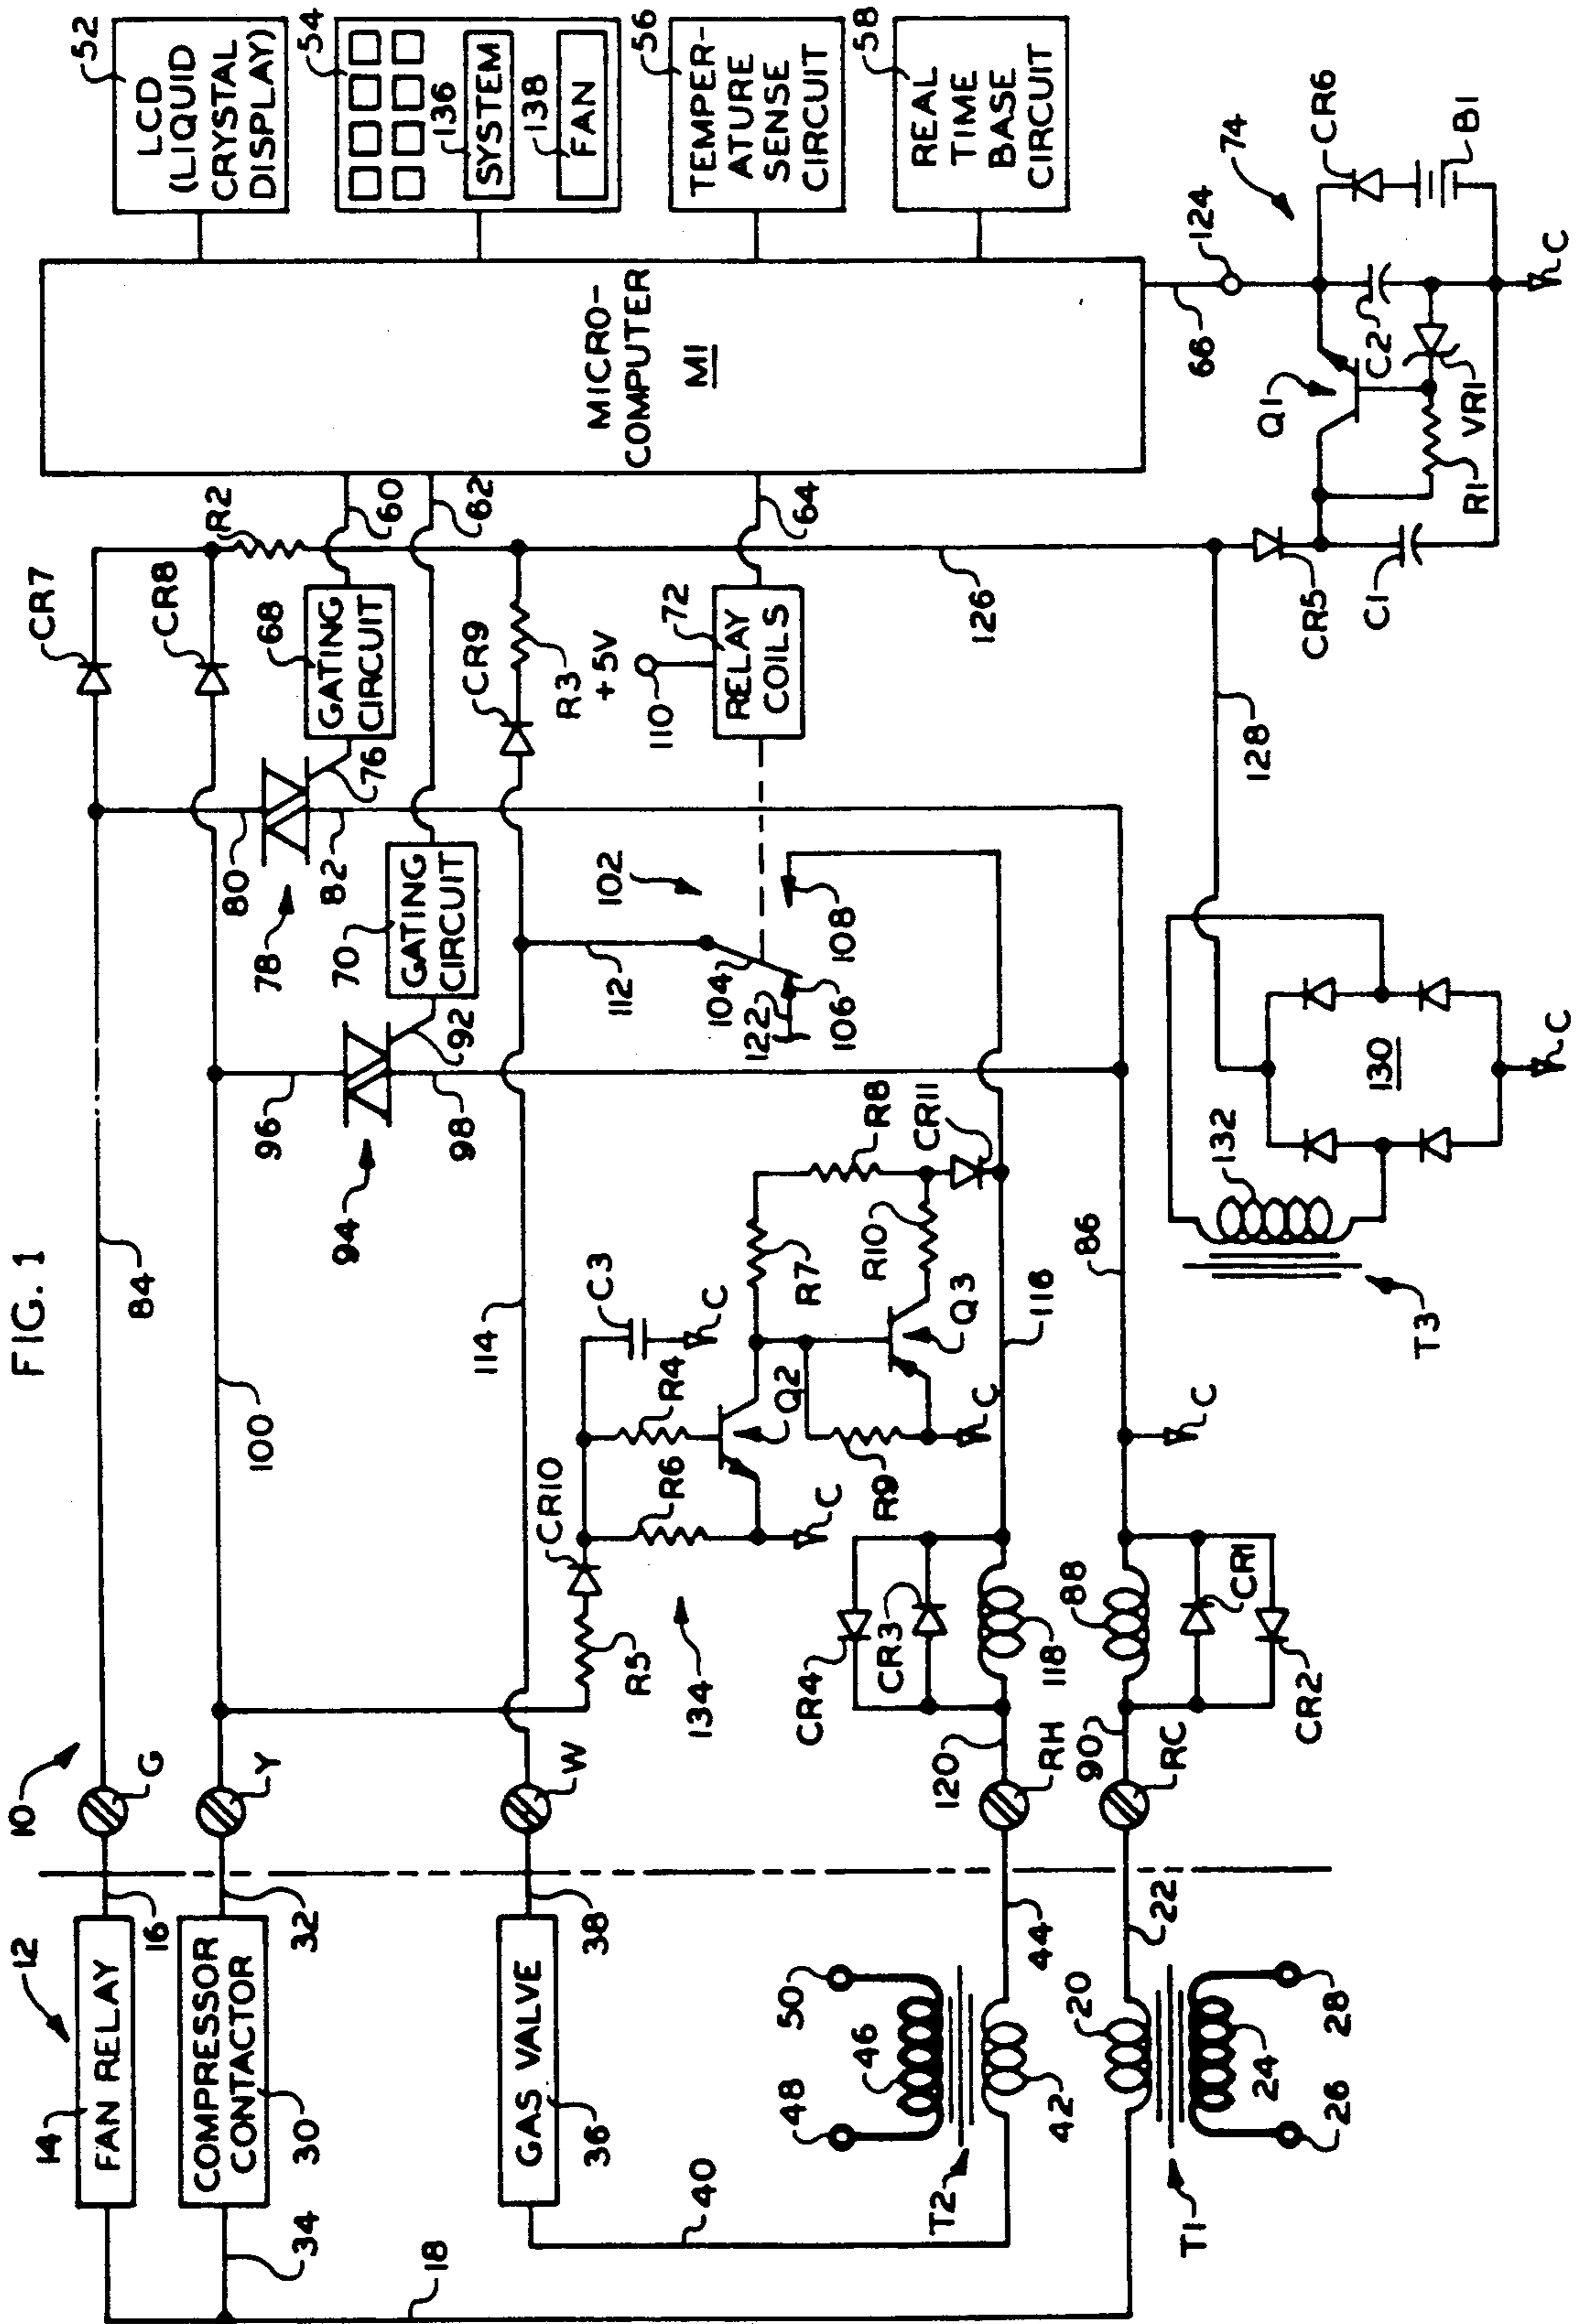 FIG. 1
10
12
14
FAN RELAY
16
G
84
CR7
COMPRESSOR
CONTACTOR
30
32
34
Y
100
96
94
98
92
70
GATING
CIRCUIT
78
80
82
76
68
GATING
CIRCUIT
CR8
R2
60
62
GAS VALVE
36
38
W
114
112
102
104
122
106
108
CR9
R3
+5V
110
72
RELAY
COILS
64
126
MICRO-
COMPUTER
M1
52
LCD
(LIQUID
CRYSTAL
DISPLAY)
54
136
SYSTEM
138
FAN
56
TEMPER-
ATURE
SENSE
CIRCUIT
58
REAL
TIME
BASE
CIRCUIT
18
40
R5
CR10
R6
R4
C3
C
Q2
C
134
R7
R8
R9
R10
Q3
CR11
C
116
CR4
CR3
118
120
RH
44
T2
42
46
48
50
86
C
88
CR1
CR2
90
RC
22
20
T1
24
26
28
T3
132
130
C
128
CR5
C1
R1
VR1
Q1
C2
66
124
74
CR6
B1
C